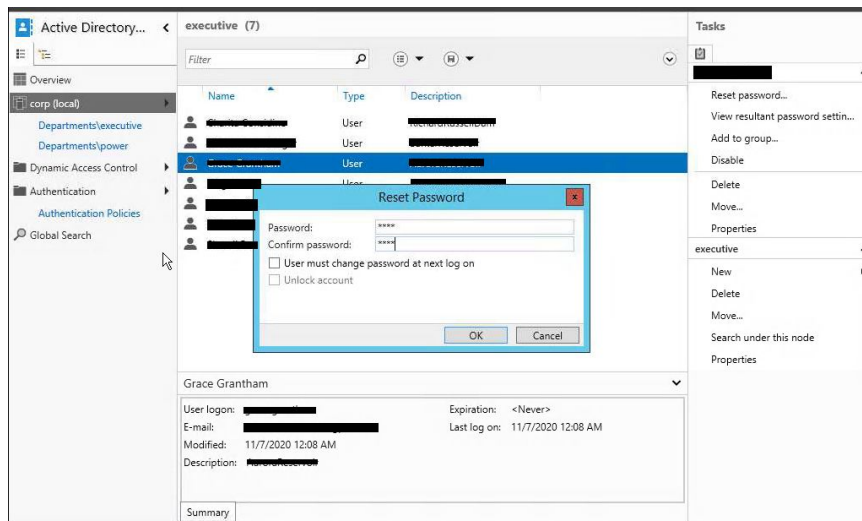 Active Directory...
Overview
corp (local)
Departments\executive
Departments\power
Dynamic Access Control
Authentication
Authentication Policies
Global Search
executive (7)
Filter
Name Type Description
User
User
User
User
Reset Password
x
Password: ****
Confirm password: ****
User must change password at next log on
Unlock account
OK Cancel
Grace Grantham
User logon:
Expiration: <Never>
E-mail:
Last log on: 11/7/2020 12:08 AM
Modified: 11/7/2020 12:08 AM
Description:
Summary
Tasks
Reset password...
View resultant password settin...
Add to group...
Disable
Delete
Move...
Properties
executive
New
Delete
Move...
Search under this node
Properties